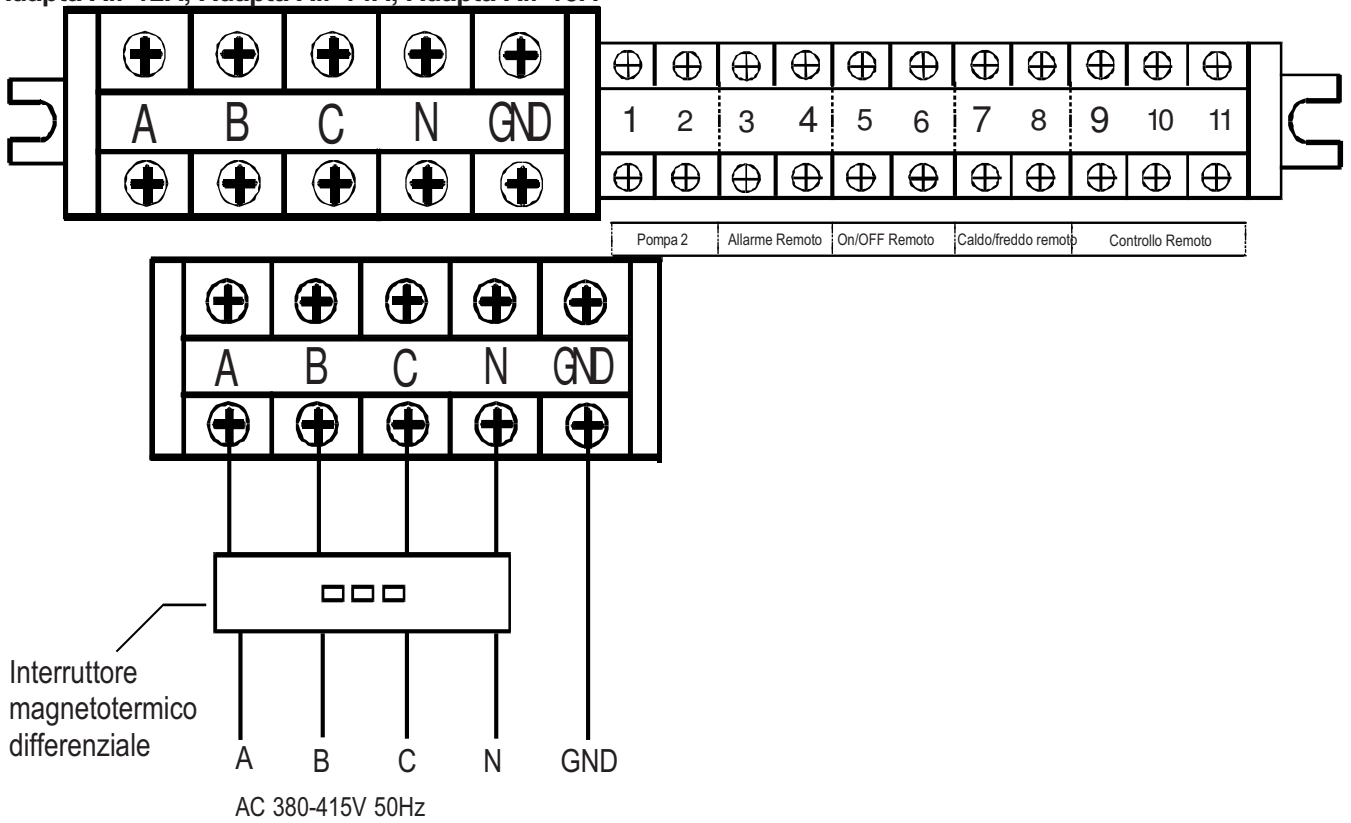 A B C N GND 1 2 3 4 5 6 7 8 9 10 11
Pompa 2 Allarme Remoto On/OFF Remoto Caldo/freddo remoto Controllo Remoto
A B C N GND
Interruttore
magnetotermico
differenziale
A B C N GND
AC 380-415V 50Hz